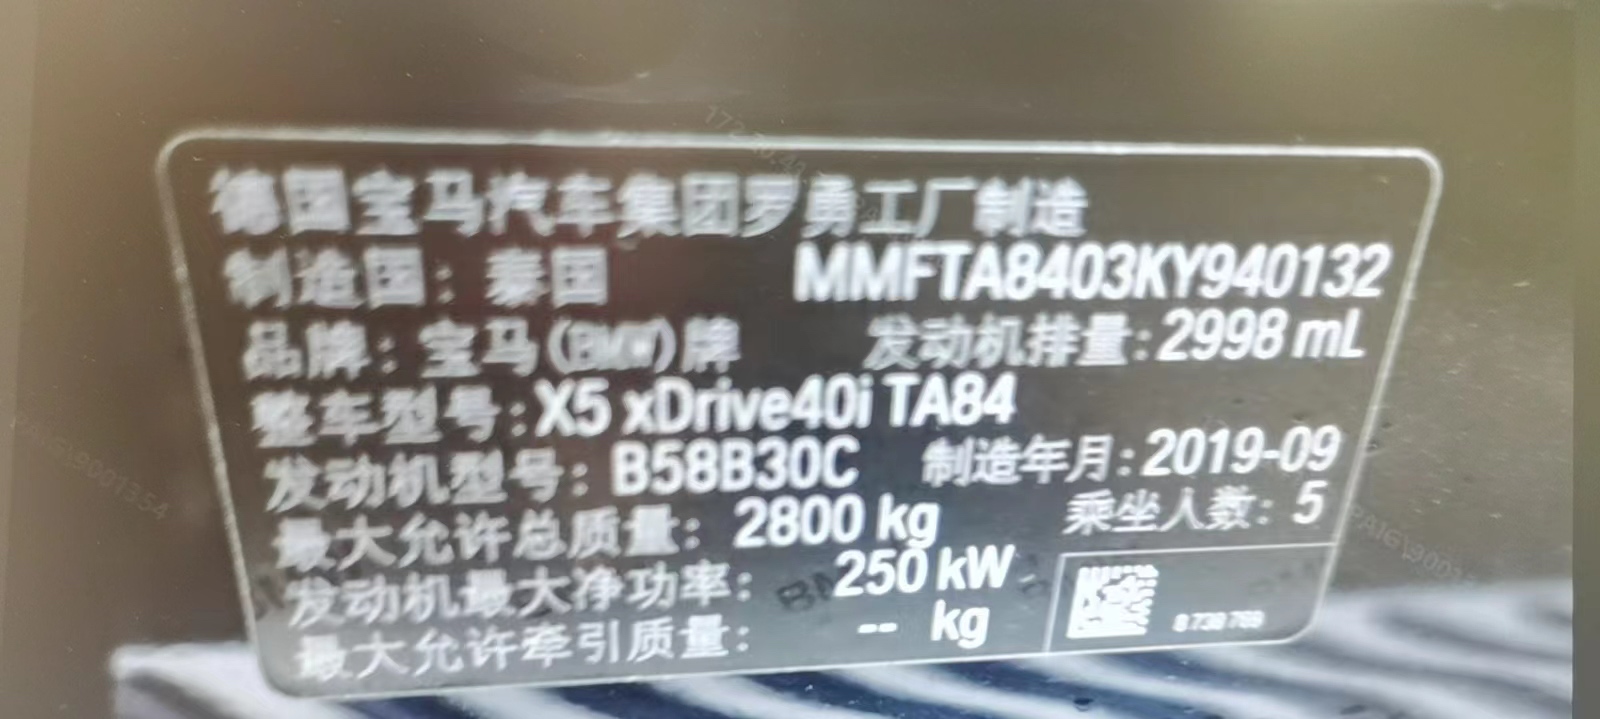 德国宝马汽车集团罗勇工厂制造
制造国：泰国 MMFTA8403KY940132
品牌：宝马(BMW)牌 发动机排量：2998 mL
整车型号：X5 xDrive40i TA84
发动机型号：B58B30C 制造年月：2019-09
最大允许总质量：2800 kg 乘坐人数：5
发动机最大净功率：250 kW
最大允许牵引质量：-- kg